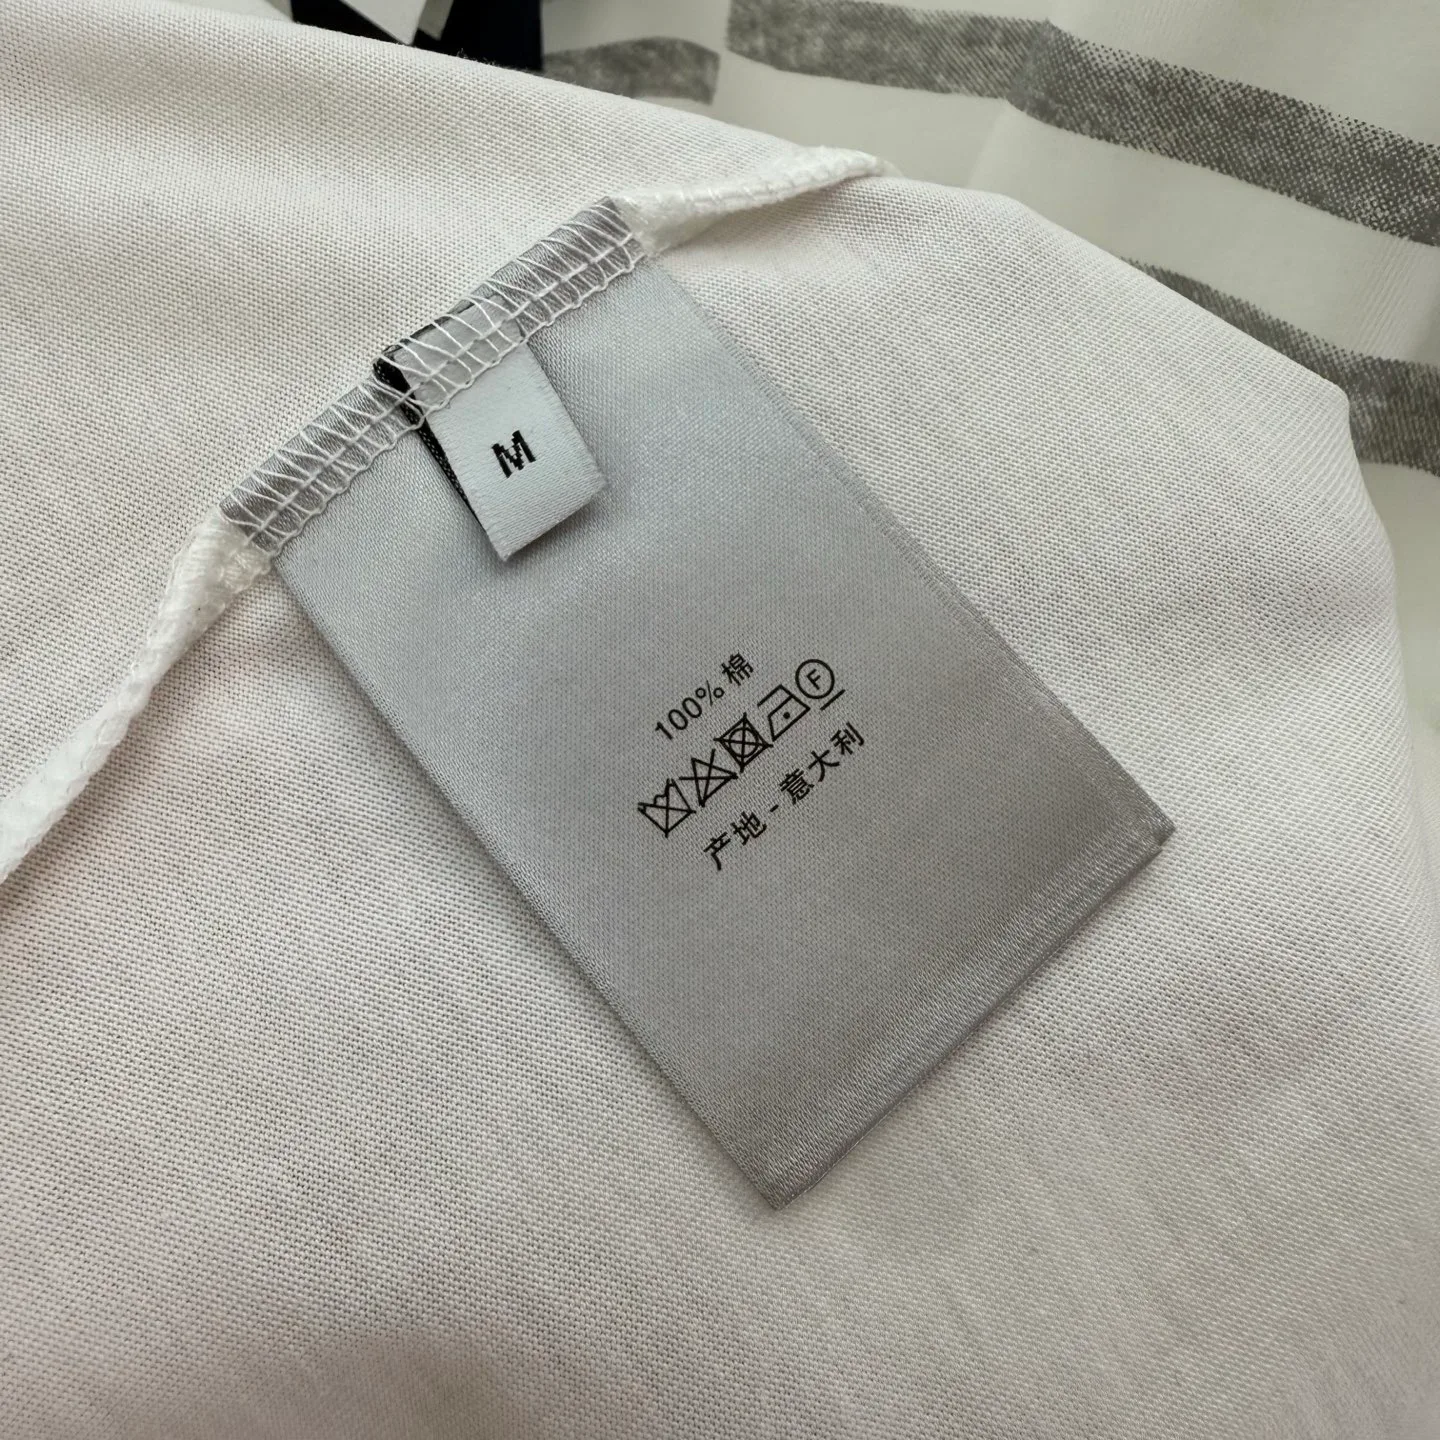 M
100% 棉
F
产地 - 意大利